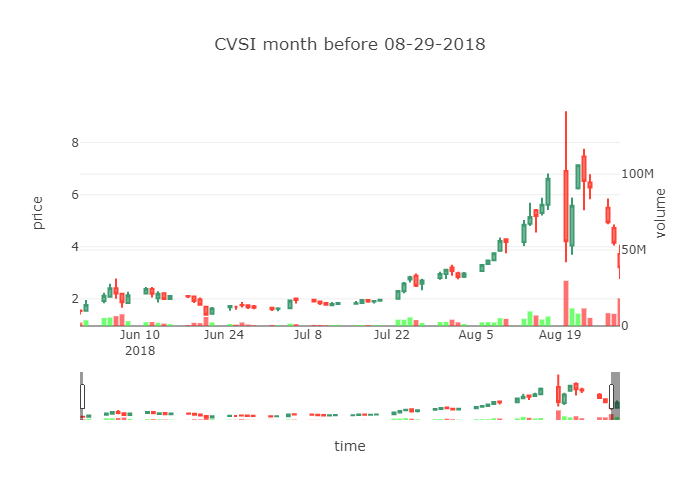 CVSI month before 08-29-2018
price
8
6
4
2
100M
50M
0
volume
Jun 10
2018
Jun 24
Jul 8
Jul 22
Aug 5
Aug 19
time